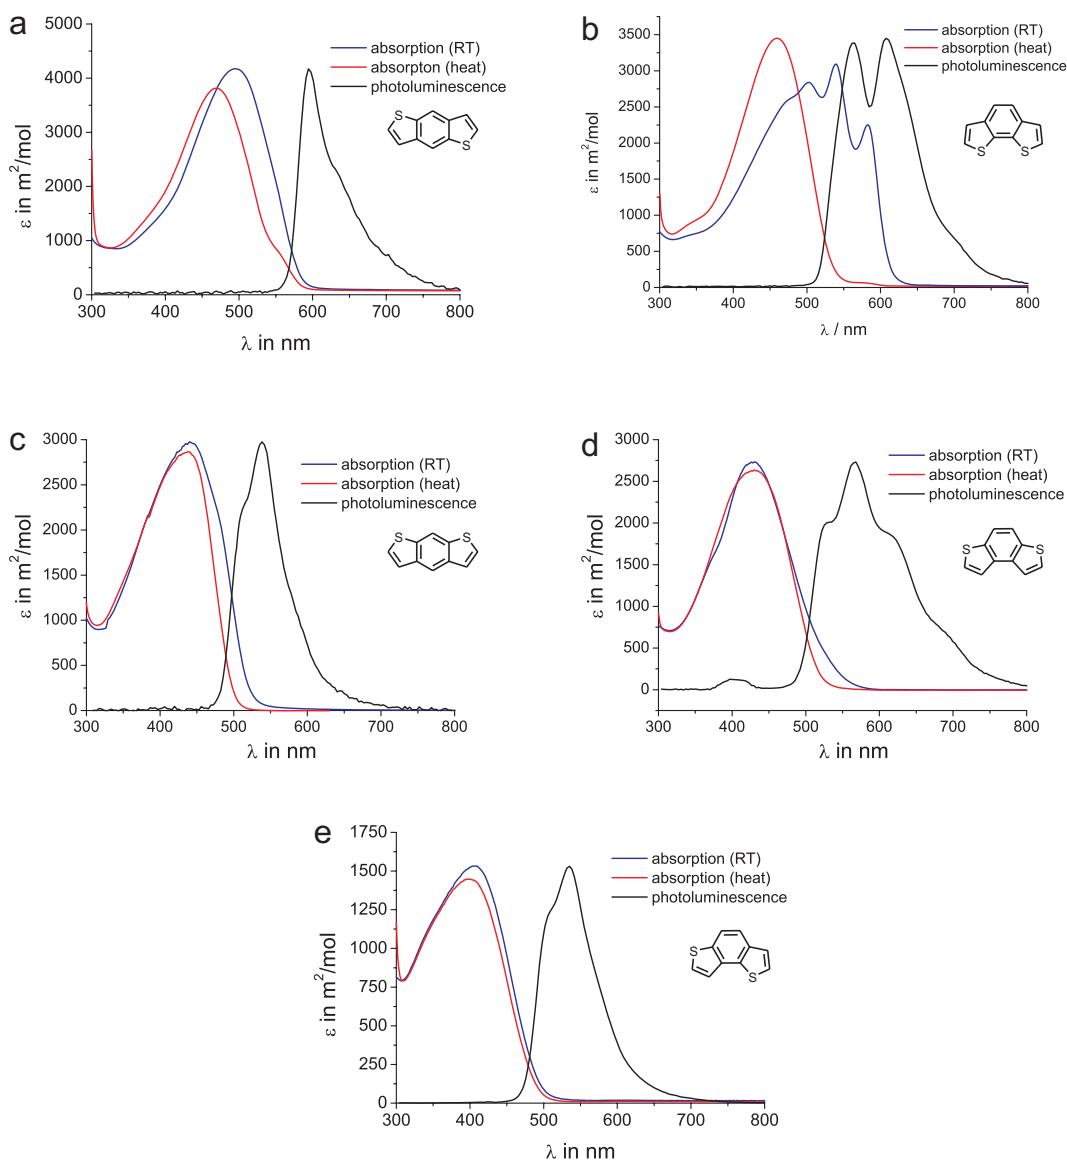 a
5000
4000
3000
2000
1000
0
ε in m²/mol
300 400 500 600 700 800
λ in nm
absorption (RT)
absorpton (heat)
photoluminescence
S
S
b
3500
3000
2500
2000
1500
1000
500
0
ε in m²/mol
300 400 500 600 700 800
λ / nm
absorption (RT)
absorption (heat)
photoluminescence
S S
c
3000
2500
2000
1500
1000
500
0
ε in m²/mol
300 400 500 600 700 800
λ in nm
absorption (RT)
absorption (heat)
photoluminescence
S S
d
3000
2500
2000
1500
1000
500
0
ε in m²/mol
300 400 500 600 700 800
λ in nm
absorption (RT)
absorption (heat)
photoluminescence
S S
e
1750
1500
1250
1000
750
500
250
0
ε in m²/mol
300 400 500 600 700 800
λ in nm
absorption (RT)
absorption (heat)
photoluminescence
S
S